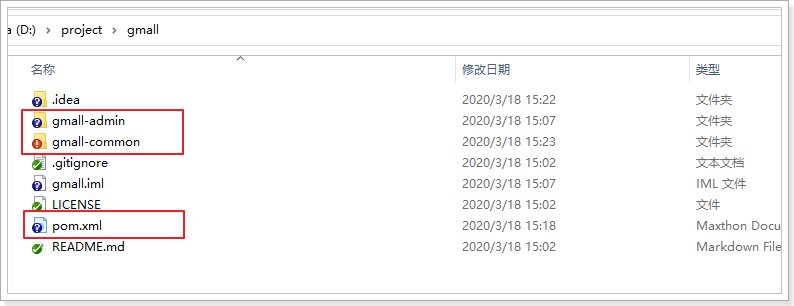 a (D:) › project › gmall
名称 修改日期 类型
.idea 2020/3/18 15:22 文件夹
gmall-admin 2020/3/18 15:07 文件夹
gmall-common 2020/3/18 15:23 文件夹
.gitignore 2020/3/18 15:02 文本文档
gmall.iml 2020/3/18 15:07 IML 文件
LICENSE 2020/3/18 15:02 文件
pom.xml 2020/3/18 15:18 Maxthon Docu
README.md 2020/3/18 15:02 Markdown File